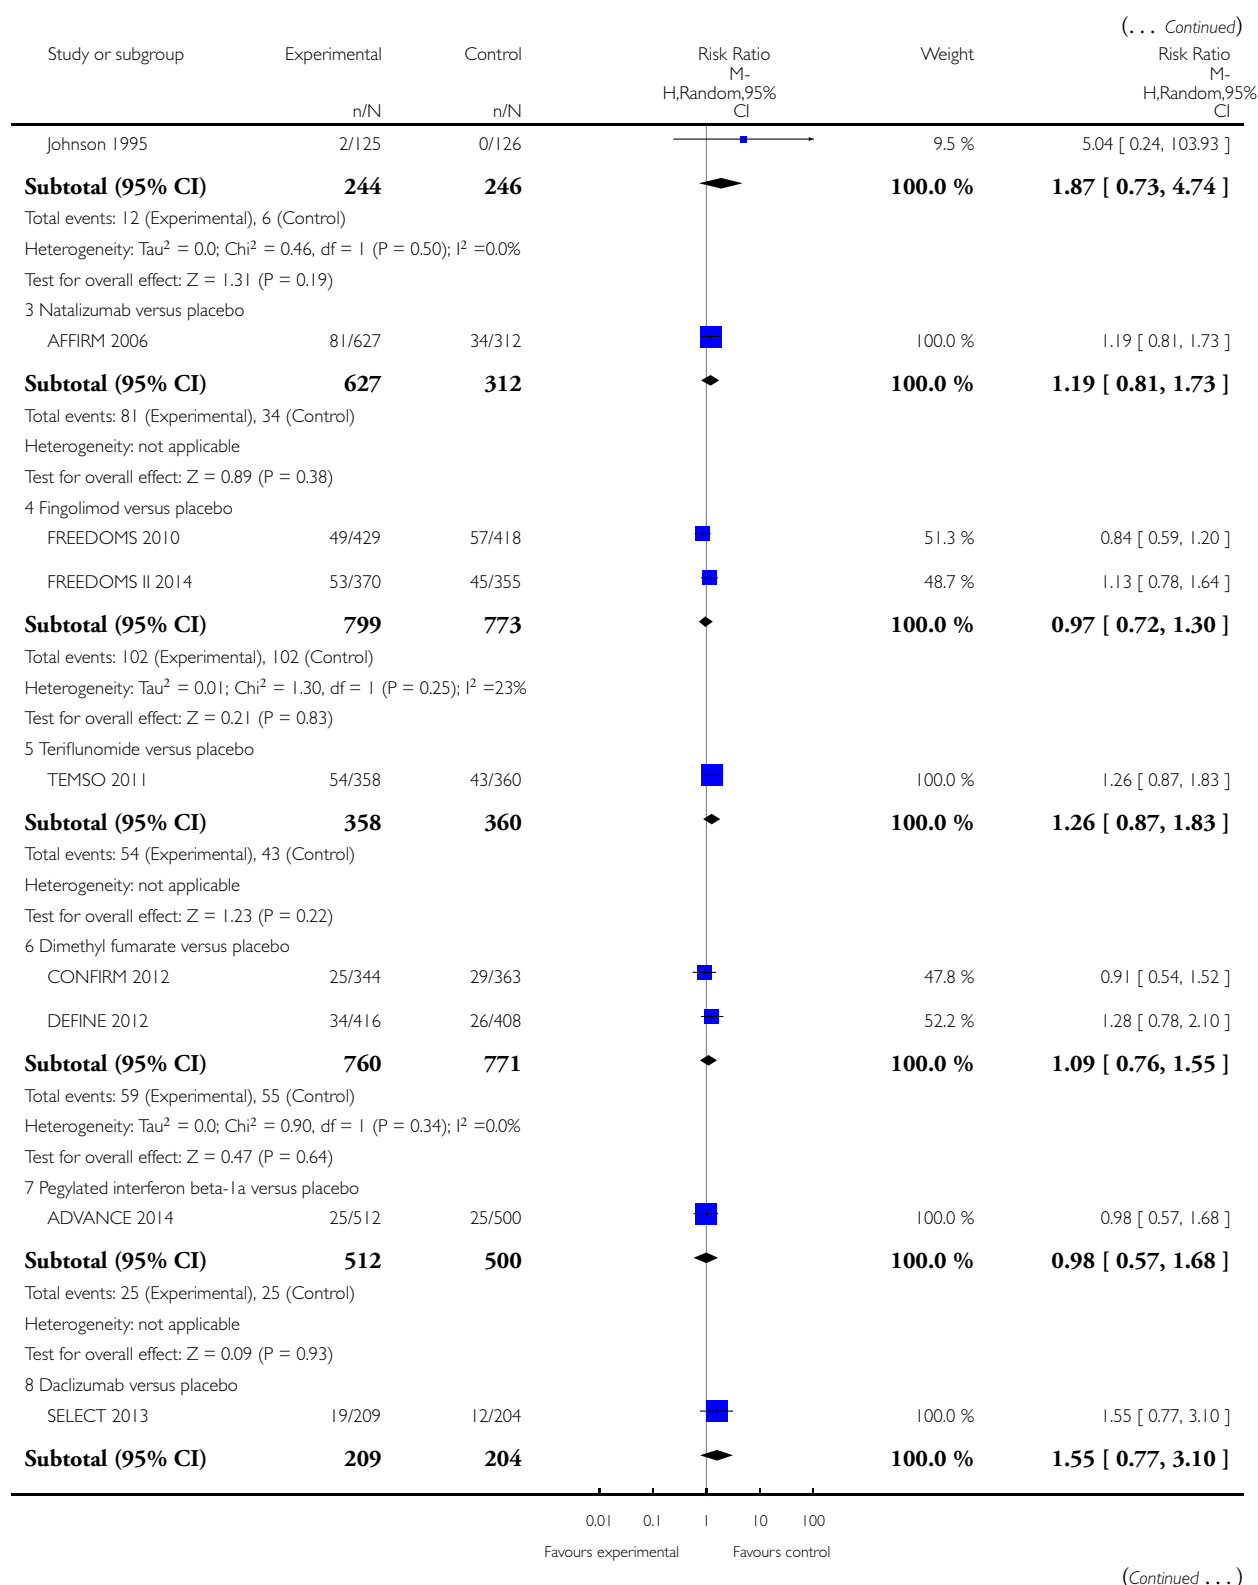 (... Continued)
Study or subgroup Experimental Control Risk Ratio Weight Risk Ratio
M- M-
H,Random,95% H,Random,95%
n/N n/N CI CI
Johnson 1995 2/125 0/126 9.5 % 5.04 [ 0.24, 103.93 ]
Subtotal (95% CI) 244 246 100.0 % 1.87 [ 0.73, 4.74 ]
Total events: 12 (Experimental), 6 (Control)
Heterogeneity: Tau² = 0.0; Chi² = 0.46, df = 1 (P = 0.50); I² =0.0%
Test for overall effect: Z = 1.31 (P = 0.19)
3 Natalizumab versus placebo
AFFIRM 2006 81/627 34/312 100.0 % 1.19 [ 0.81, 1.73 ]
Subtotal (95% CI) 627 312 100.0 % 1.19 [ 0.81, 1.73 ]
Total events: 81 (Experimental), 34 (Control)
Heterogeneity: not applicable
Test for overall effect: Z = 0.89 (P = 0.38)
4 Fingolimod versus placebo
FREEDOMS 2010 49/429 57/418 51.3 % 0.84 [ 0.59, 1.20 ]
FREEDOMS II 2014 53/370 45/355 48.7 % 1.13 [ 0.78, 1.64 ]
Subtotal (95% CI) 799 773 100.0 % 0.97 [ 0.72, 1.30 ]
Total events: 102 (Experimental), 102 (Control)
Heterogeneity: Tau² = 0.01; Chi² = 1.30, df = 1 (P = 0.25); I² =23%
Test for overall effect: Z = 0.21 (P = 0.83)
5 Teriflunomide versus placebo
TEMSO 2011 54/358 43/360 100.0 % 1.26 [ 0.87, 1.83 ]
Subtotal (95% CI) 358 360 100.0 % 1.26 [ 0.87, 1.83 ]
Total events: 54 (Experimental), 43 (Control)
Heterogeneity: not applicable
Test for overall effect: Z = 1.23 (P = 0.22)
6 Dimethyl fumarate versus placebo
CONFIRM 2012 25/344 29/363 47.8 % 0.91 [ 0.54, 1.52 ]
DEFINE 2012 34/416 26/408 52.2 % 1.28 [ 0.78, 2.10 ]
Subtotal (95% CI) 760 771 100.0 % 1.09 [ 0.76, 1.55 ]
Total events: 59 (Experimental), 55 (Control)
Heterogeneity: Tau² = 0.0; Chi² = 0.90, df = 1 (P = 0.34); I² =0.0%
Test for overall effect: Z = 0.47 (P = 0.64)
7 Pegylated interferon beta-1a versus placebo
ADVANCE 2014 25/512 25/500 100.0 % 0.98 [ 0.57, 1.68 ]
Subtotal (95% CI) 512 500 100.0 % 0.98 [ 0.57, 1.68 ]
Total events: 25 (Experimental), 25 (Control)
Heterogeneity: not applicable
Test for overall effect: Z = 0.09 (P = 0.93)
8 Daclizumab versus placebo
SELECT 2013 19/209 12/204 100.0 % 1.55 [ 0.77, 3.10 ]
Subtotal (95% CI) 209 204 100.0 % 1.55 [ 0.77, 3.10 ]
0.01 0.1 1 10 100
Favours experimental Favours control
(Continued ...)